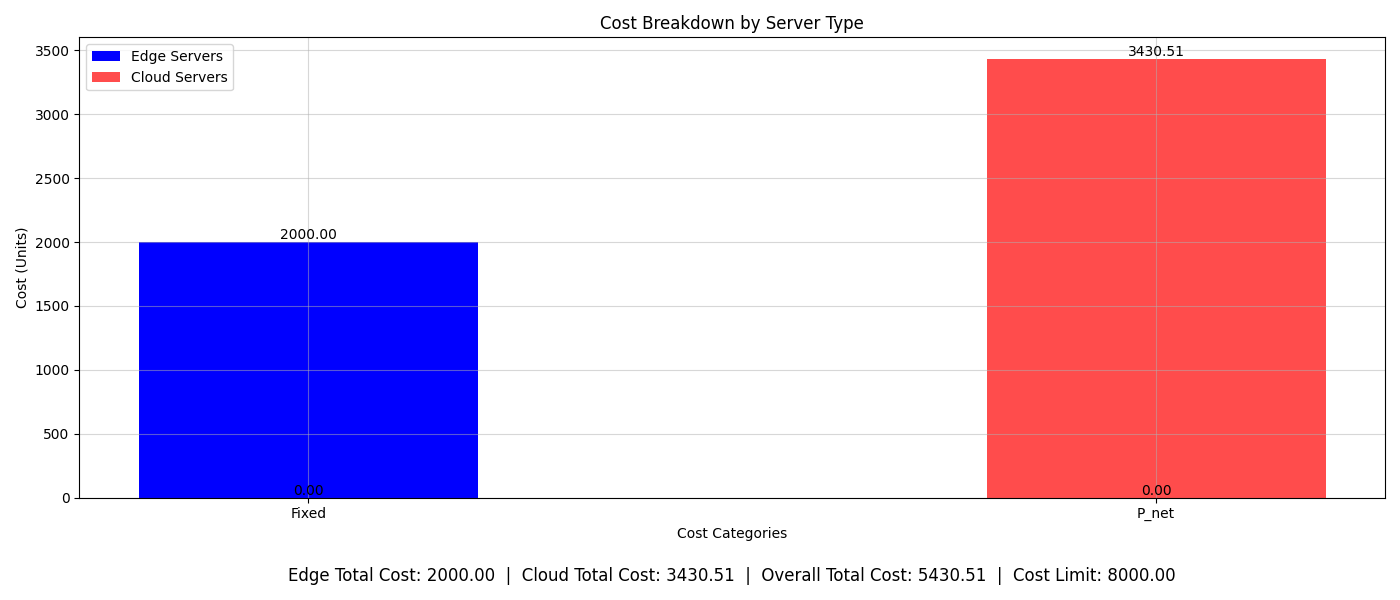 Cost Breakdown by Server Type
Edge Servers
Cloud Servers
3500
3000
2500
2000
1500
1000
500
0
Cost (Units)
2000.00
0.00
3430.51
0.00
Fixed
P_net
Cost Categories
Edge Total Cost: 2000.00 | Cloud Total Cost: 3430.51 | Overall Total Cost: 5430.51 | Cost Limit: 8000.00